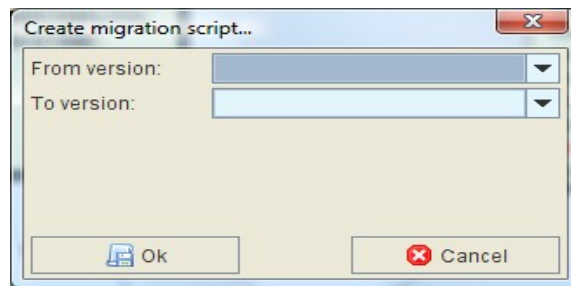 Create migration script...
From version:
To version:
Ok
Cancel